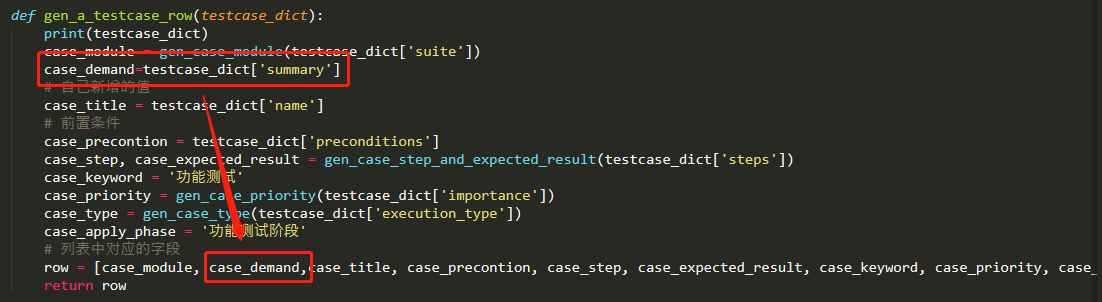 def gen_a_testcase_row(testcase_dict):
print(testcase_dict)
case_module = gen_case_module(testcase_dict['suite'])
case_demand=testcase_dict['summary']
# 自己新增的值
case_title = testcase_dict['name']
# 前置条件
case_precontion = testcase_dict['preconditions']
case_step, case_expected_result = gen_case_step_and_expected_result(testcase_dict['steps'])
case_keyword = '功能测试'
case_priority = gen_case_priority(testcase_dict['importance'])
case_type = gen_case_type(testcase_dict['execution_type'])
case_apply_phase = '功能测试阶段'
# 列表中对应的字段
row = [case_module, case_demand,case_title, case_precontion, case_step, case_expected_result, case_keyword, case_priority, case_
return row